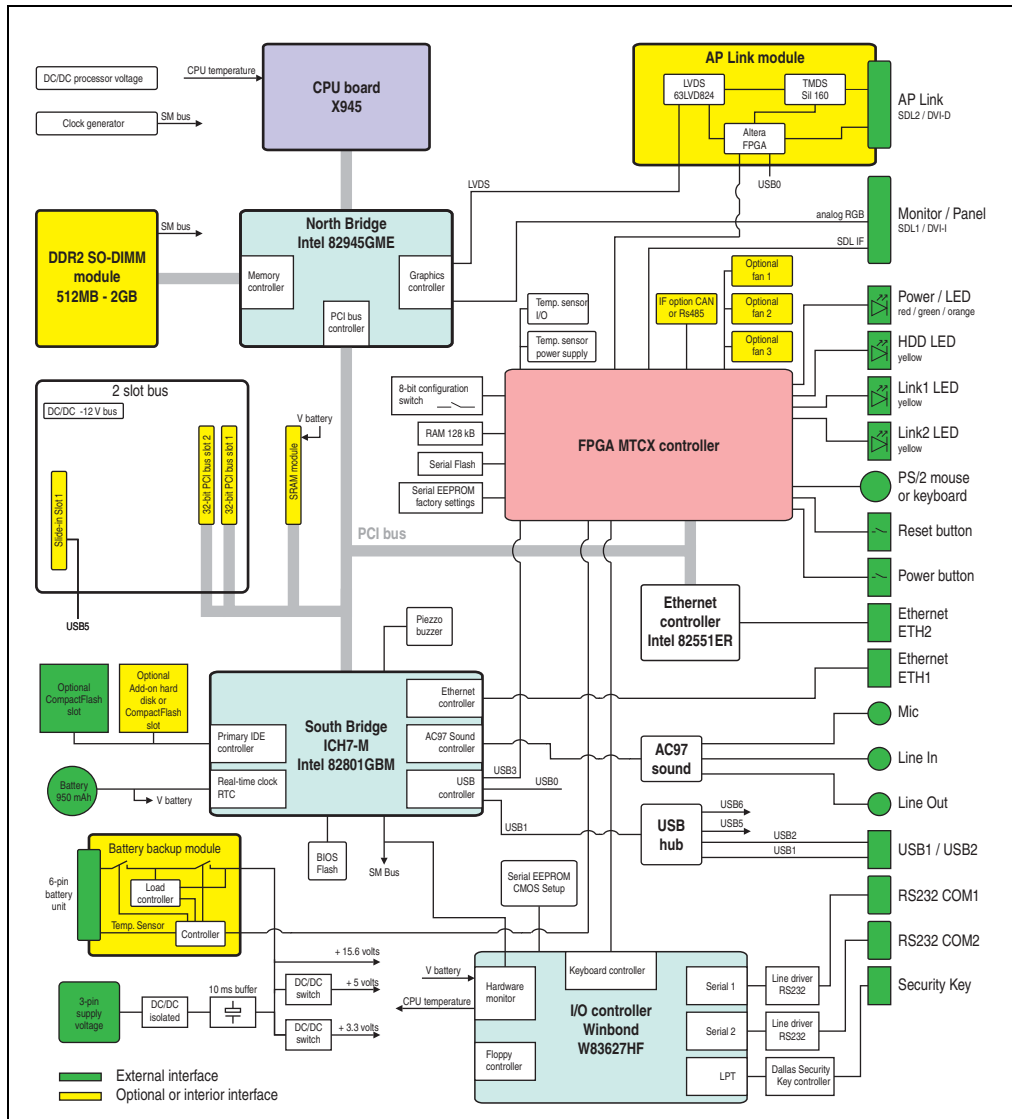 DC/DC processor voltage
CPU temperature
CPU board
X945
Clock generator
SM bus
AP Link module
LVDS
63LVD824
TMDS
Sil 160
Altera
FPGA
USB0
AP Link
SDL2 / DVI-D
LVDS
analog RGB
Monitor / Panel
SDL1 / DVI-I
SDL IF
DDR2 SO-DIMM
module
512MB - 2GB
SM bus
North Bridge
Intel 82945GME
Memory
controller
Graphics
controller
PCI bus
controller
Temp. sensor
I/O
Temp. sensor
power supply
IF option CAN
or Rs485
Optional
fan 1
Optional
fan 2
Optional
fan 3
Power / LED
red / green / orange
HDD LED
yellow
Link1 LED
yellow
Link2 LED
yellow
PS/2 mouse
or keyboard
Reset button
Power button
2 slot bus
DC/DC -12 V bus
V battery
Slide-in Slot 1
32-bit PCI bus slot 2
32-bit PCI bus slot 1
SRAM module
USB5
8-bit configuration
switch
RAM 128 kB
Serial Flash
Serial EEPROM
factory settings
FPGA MTCX controller
PCI bus
Ethernet
controller
Intel 82551ER
Ethernet
ETH2
Ethernet
ETH1
Piezzo
buzzer
Optional
CompactFlash
slot
Optional
Add-on hard
disk or
CompactFlash
slot
South Bridge
ICH7-M
Intel 82801GBM
Ethernet
controller
Primary IDE
controller
AC97 Sound
controller
Real-time clock
RTC
USB
controller
Battery
950 mAh
V battery
USB3
USB0
USB1
AC97
sound
Mic
Line In
Line Out
USB
hub
USB6
USB5
USB2
USB1
USB1 / USB2
BIOS
Flash
SM Bus
Battery backup module
6-pin
battery
unit
Load
controller
Temp. Sensor
Controller
Serial EEPROM
CMOS Setup
RS232 COM1
RS232 COM2
Security Key
+ 15.6 volts
DC/DC
switch
+ 5 volts
DC/DC
switch
+ 3.3 volts
3-pin
supply
voltage
DC/DC
isolated
10 ms buffer
V battery
CPU temperature
Hardware
monitor
Keyboard controller
I/O controller
Winbond
W83627HF
Floppy
controller
Serial 1
Line driver
RS232
Serial 2
Line driver
RS232
LPT
Dallas Security
Key controller
External interface
Optional or interior interface